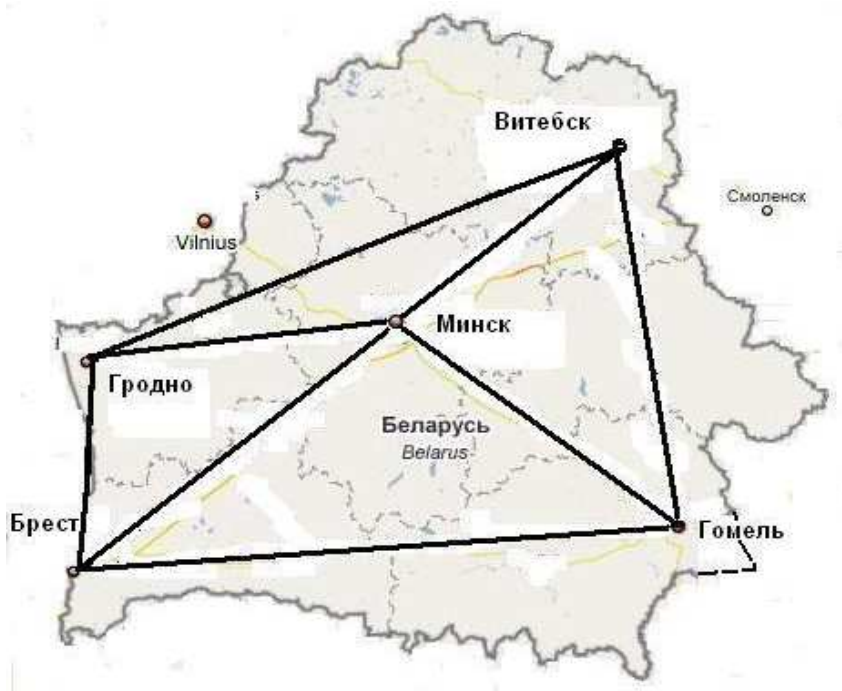 Витебск
Смоленск
Vilnius
Минск
Гродно
Беларусь
Belarus
Брест
Гомель